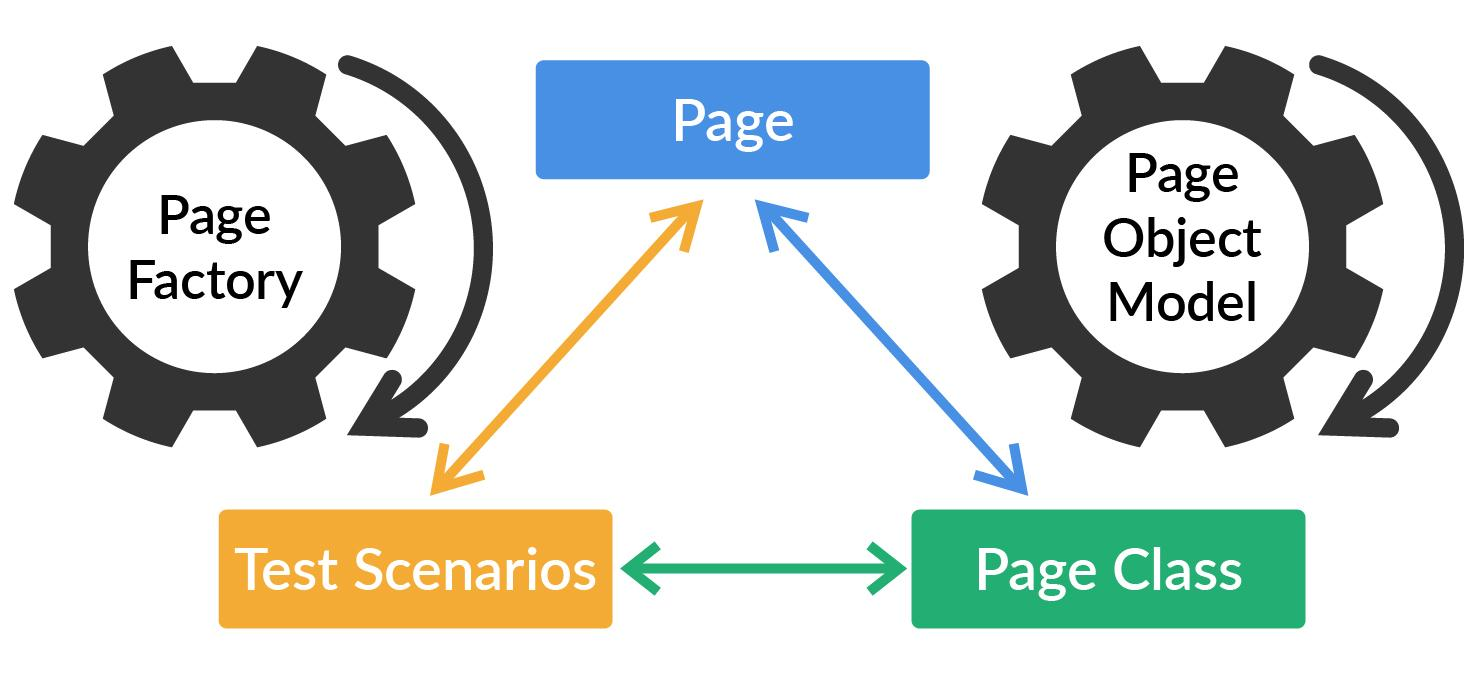 Page
Factory
Page
Page
Object
Model
Test Scenarios
Page Class